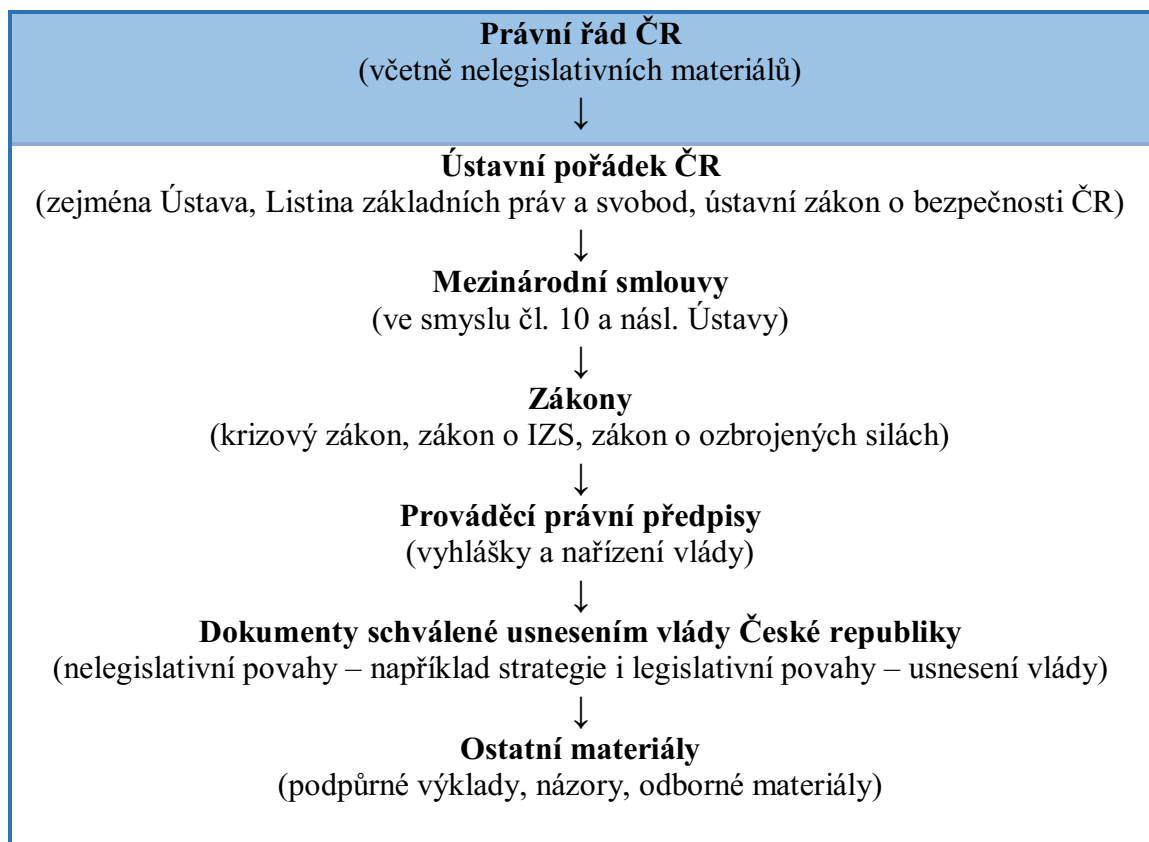 Právní řád ČR
(včetně nelegislativních materiálů)
↓
Ústavní pořádek ČR
(zejména Ústava, Listina základních práv a svobod, ústavní zákon o bezpečnosti ČR)
↓
Mezinárodní smlouvy
(ve smyslu čl. 10 a násl. Ústavy)
↓
Zákony
(krizový zákon, zákon o IZS, zákon o ozbrojených silách)
↓
Prováděcí právní předpisy
(vyhlášky a nařízení vlády)
↓
Dokumenty schválené usnesením vlády České republiky
(nelegislativní povahy – například strategie i legislativní povahy – usnesení vlády)
↓
Ostatní materiály
(podpůrné výklady, názory, odborné materiály)